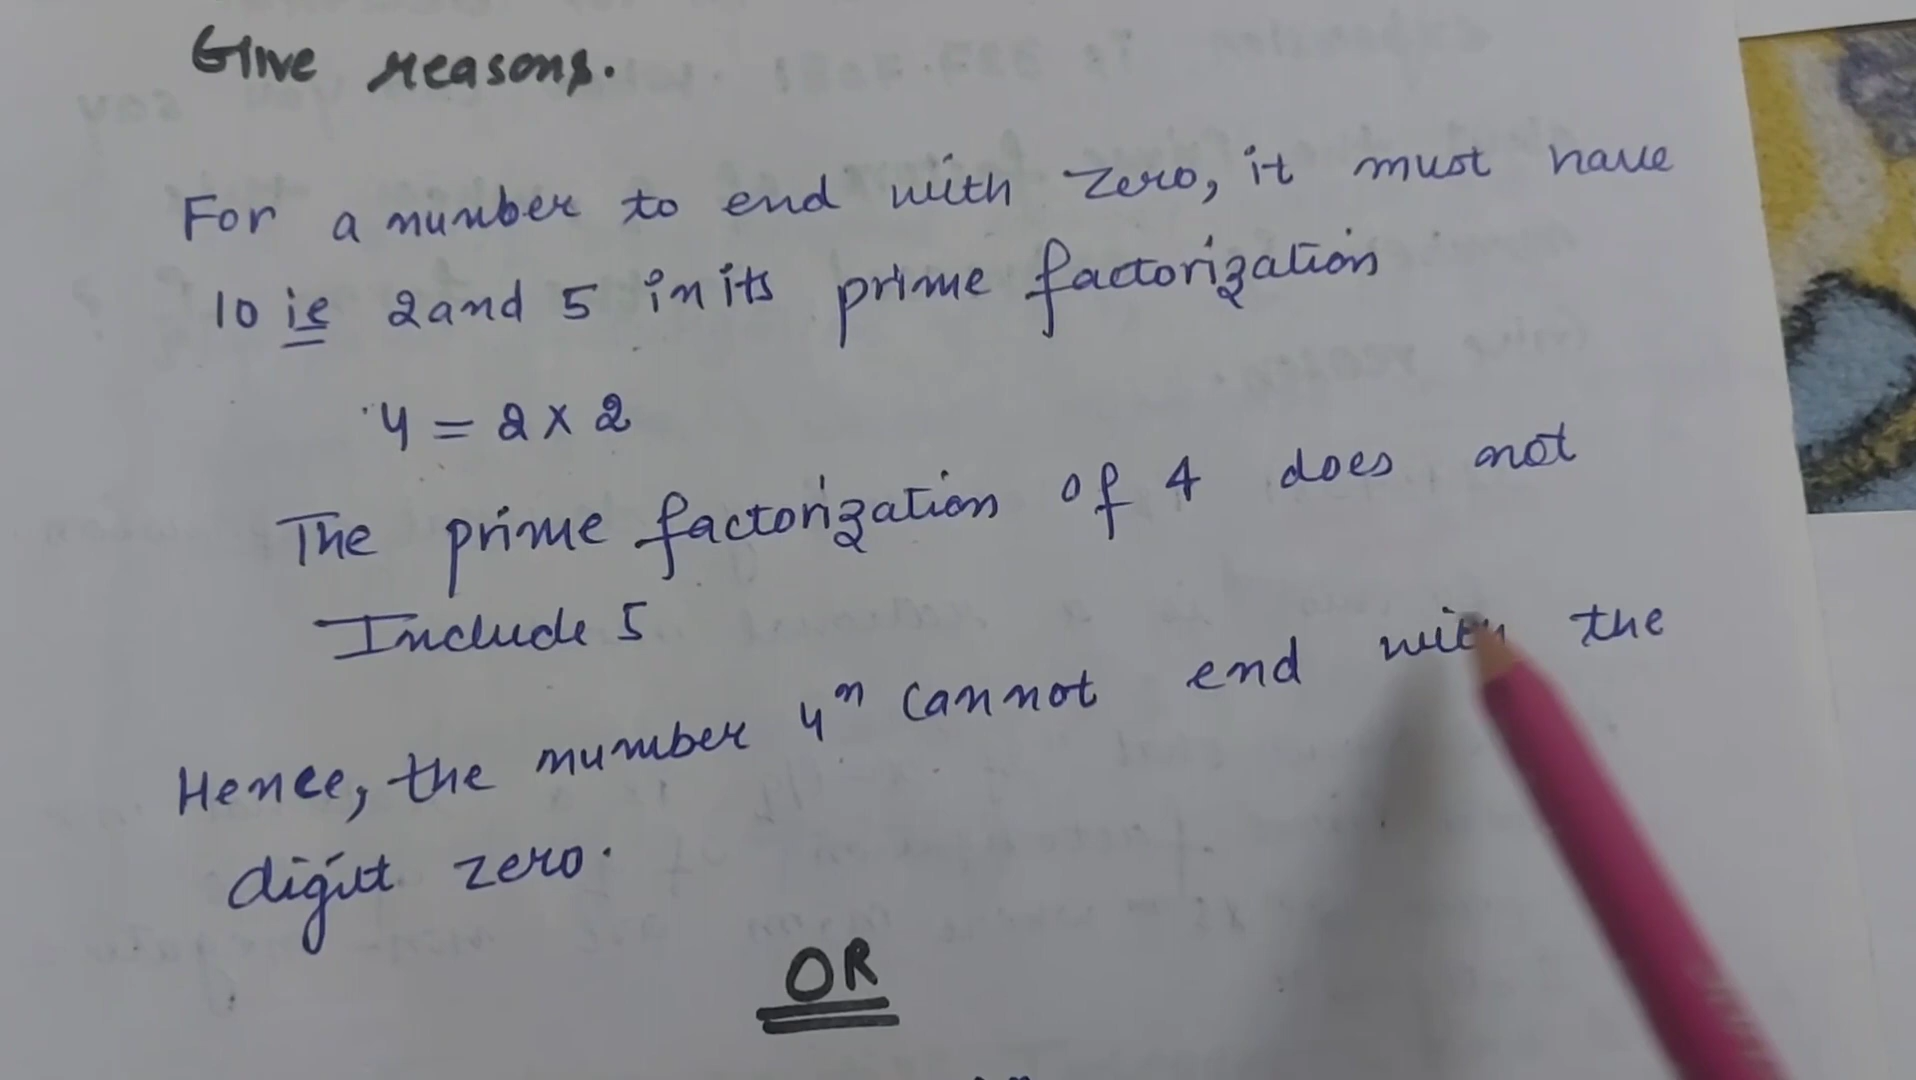 Give reasons.
For a number to end with zero, it must have
10 ie 2 and 5 in its prime factorization
4 = 2 x 2
The prime factorization of 4 does not
Include 5
Hence, the number 4ⁿ cannot end with the
digit zero.
OR